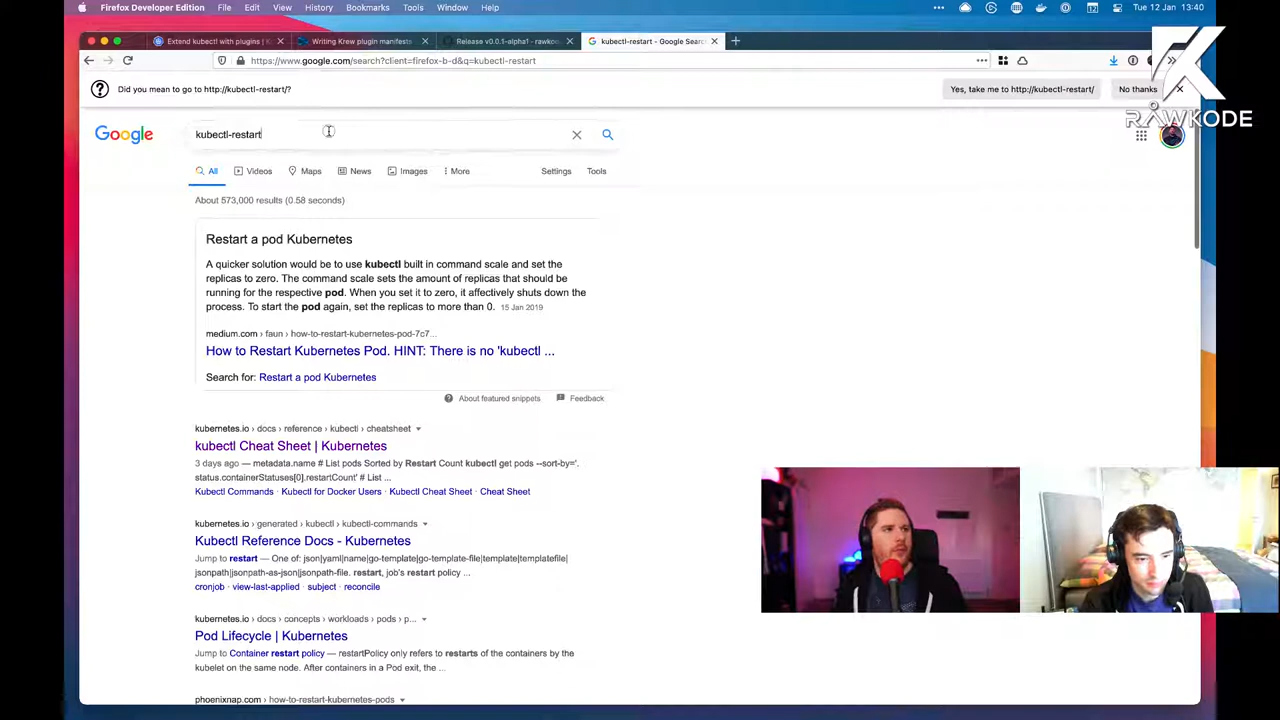 Firefox Developer Edition File Edit View History Bookmarks Tools Window Help
Tue 12 Jan 13:40
Extend kubectl with plugins | K
Writing Krew plugin manifests
Release v0.0.1-alpha1 · rawko
kubectl-restart - Google Sear
https://www.google.com/search?client=firefox-b-d&q=kubectl-restart
Did you mean to go to http://kubectl-restart/?
Yes, take me to http://kubectl-restart/
No thanks
RAWKODE
Google
kubectl-restart
All Videos Maps News Images More Settings Tools
About 573,000 results (0.58 seconds)
Restart a pod Kubernetes
A quicker solution would be to use kubectl built in command scale and set the
replicas to zero. The command scale sets the amount of replicas that should be
running for the respective pod. When you set it to zero, it affectively shuts down the
process. To start the pod again, set the replicas to more than 0. 15 Jan 2019
medium.com › faun › how-to-restart-kubernetes-pod-7c7...
How to Restart Kubernetes Pod. HINT: There is no 'kubectl ...
Search for: Restart a pod Kubernetes
About featured snippets Feedback
kubernetes.io › docs › reference › kubectl › cheatsheet
kubectl Cheat Sheet | Kubernetes
3 days ago — metadata.name # List pods Sorted by Restart Count kubectl get pods --sort-by='.
status.containerStatuses[0].restartCount' # List ...
Kubectl Commands · Kubectl for Docker Users · Kubectl Cheat Sheet · Cheat Sheet
kubernetes.io › generated › kubectl › kubectl-commands
Kubectl Reference Docs - Kubernetes
Jump to restart — One of: json|yaml|name|go-template|go-template-file|template|templatefile|
jsonpath|jsonpath-as-json|jsonpath-file. restart, job's restart policy ...
cronjob · view-last-applied · subject · reconcile
kubernetes.io › docs › concepts › workloads › pods › p...
Pod Lifecycle | Kubernetes
Jump to Container restart policy — restartPolicy only refers to restarts of the containers by the
kubelet on the same node. After containers in a Pod exit, the ...
phoenixnap.com › how-to-restart-kubernetes-pods